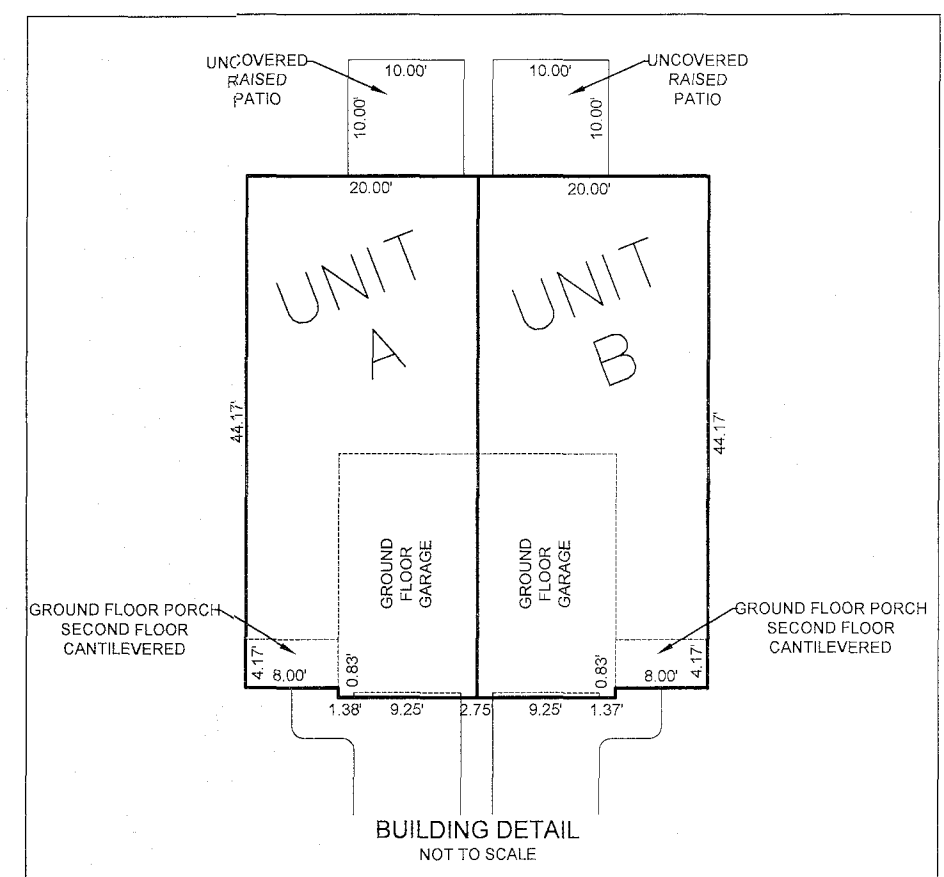 UNCOVERED
RAISED
PATIO
10.00'
10.00'
10.00'
10.00'
UNCOVERED
RAISED
PATIO
20.00'
20.00'
UNIT
A
UNIT
B
44.17'
44.17'
GROUND
FLOOR
GARAGE
GROUND
FLOOR
GARAGE
GROUND FLOOR PORCH
SECOND FLOOR
CANTILEVERED
GROUND FLOOR PORCH
SECOND FLOOR
CANTILEVERED
4.17'
8.00'
0.83'
0.83'
8.00'
4.17'
1.38'
9.25'
2.75
9.25'
1.37'
BUILDING DETAIL
NOT TO SCALE